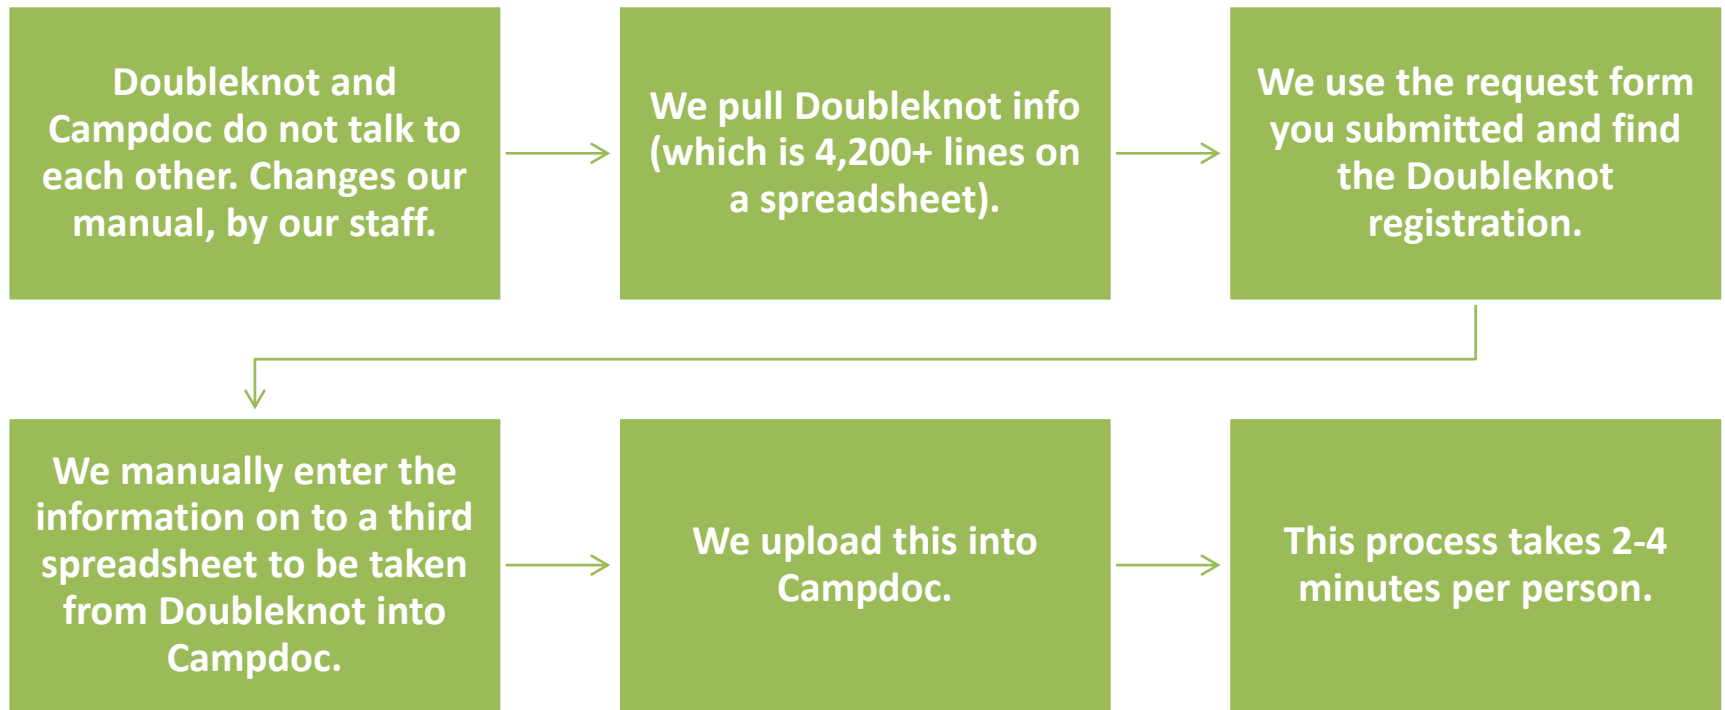 Doubleknot and
Campdoc do not talk to
each other. Changes our
manual, by our staff.
We pull Doubleknot info
(which is 4,200+ lines on
a spreadsheet).
We use the request form
you submitted and find
the Doubleknot
registration.
We manually enter the
information on to a third
spreadsheet to be taken
from Doubleknot into
Campdoc.
We upload this into
Campdoc.
This process takes 2-4
minutes per person.